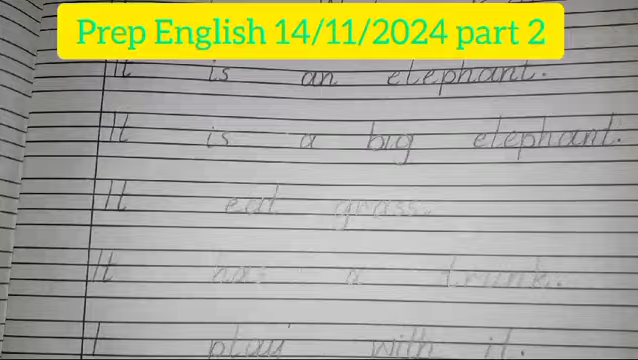 Prep English 14/11/2024 part 2
It is an elephant.
It is a big elephant.
It eat grass.
It has a trunk.
I play with it.